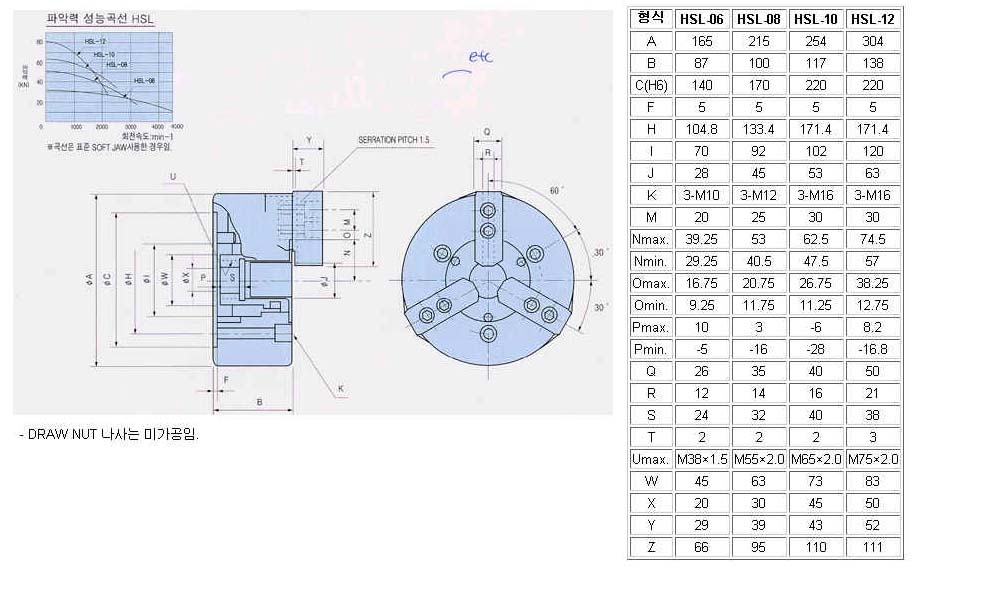 파악력 성능곡선 HSL
80
60
40
20
파악력
(KN)
HSL-12
HSL-10
HSL-08
HSL-08
0 1000 2000 3000 4000 4000
회전속도:min-1
※곡선은 표준 SOFT JAW사용한 경우임.
etc
SERRATION PITCH 1.5
Y
T
U
M
O
N
Z
P
S
øA
øC
øH
øI
øW
øX
øJ
F
B
K
Q
R
60°
30°
30°
- DRAW NUT 나사는 미가공임.
형식 HSL-06 HSL-08 HSL-10 HSL-12
A 165 215 254 304
B 87 100 117 138
C(H6) 140 170 220 220
F 5 5 5 5
H 104.8 133.4 171.4 171.4
I 70 92 102 120
J 28 45 53 63
K 3-M10 3-M12 3-M16 3-M16
M 20 25 30 30
Nmax. 39.25 53 62.5 74.5
Nmin. 29.25 40.5 47.5 57
Omax. 16.75 20.75 26.75 38.25
Omin. 9.25 11.75 11.25 12.75
Pmax. 10 3 -6 8.2
Pmin. -5 -16 -28 -16.8
Q 26 35 40 50
R 12 14 16 21
S 24 32 40 38
T 2 2 2 3
Umax. M38×1.5 M55×2.0 M65×2.0 M75×2.0
W 45 63 73 83
X 20 30 45 50
Y 29 39 43 52
Z 66 95 110 111